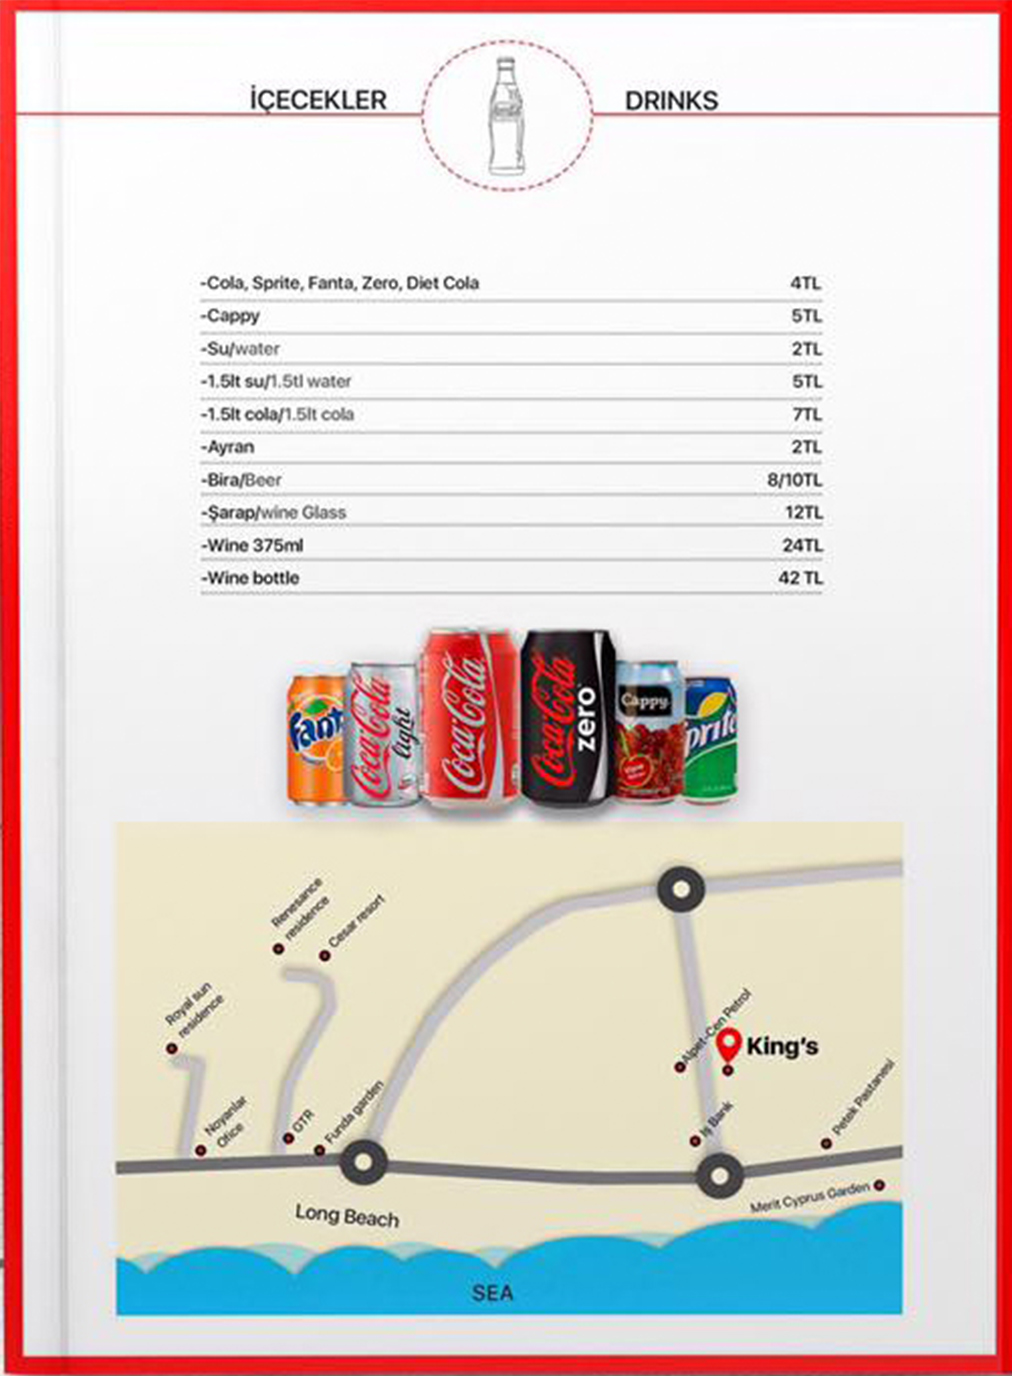 İÇECEKLER
DRINKS
-Cola, Sprite, Fanta, Zero, Diet Cola 4TL
-Cappy 5TL
-Su/water 2TL
-1.5lt su/1.5tl water 5TL
-1.5lt cola/1.5lt cola 7TL
-Ayran 2TL
-Bira/Beer 8/10TL
-Şarap/wine Glass 12TL
-Wine 375ml 24TL
-Wine bottle 42 TL
Fanta
Coca-Cola light
Coca-Cola
Coca-Cola zero
Cappy
Sprite
Renesance
residence
Cesar resort
Royal sun
residence
Alpet-Cen Petrol
King's
Noyanlar
Ofice
GTR
Funda garden
İş Bank
Petek Pastanesi
Merit Cyprus Garden
Long Beach
SEA